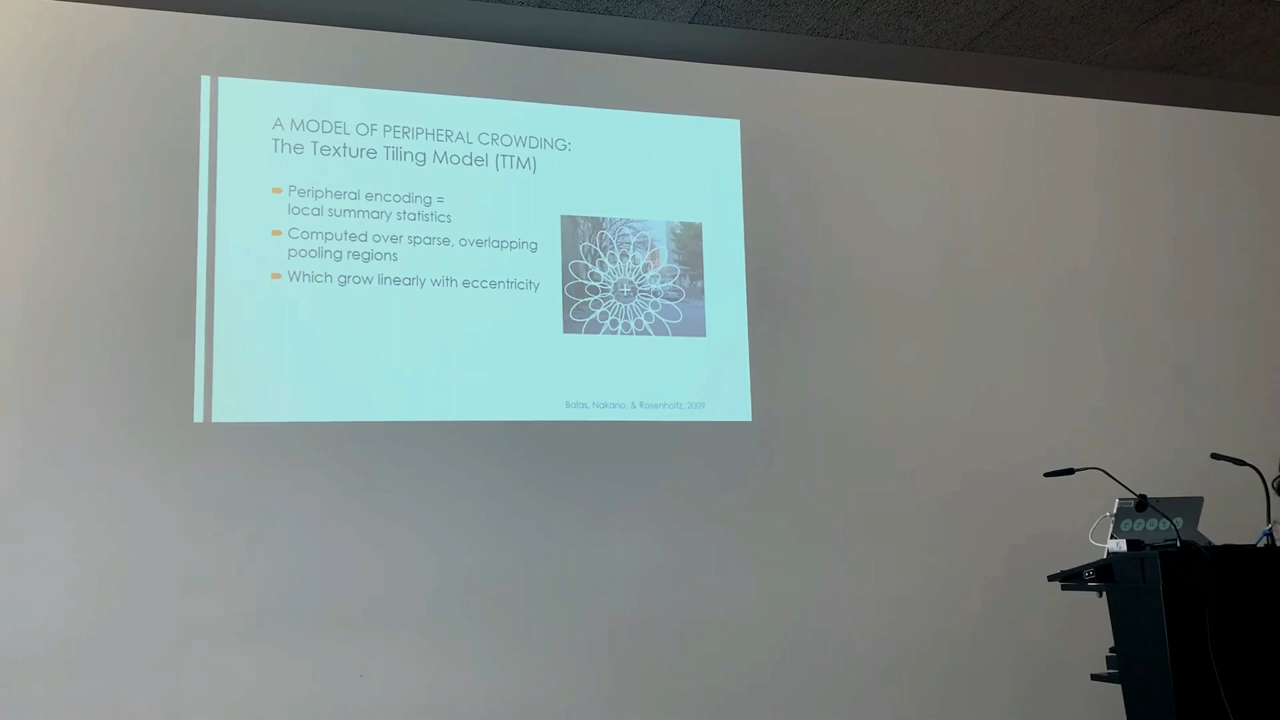 A MODEL OF PERIPHERAL CROWDING:
The Texture Tiling Model (TTM)
Peripheral encoding =
local summary statistics
Computed over sparse, overlapping
pooling regions
Which grow linearly with eccentricity
Balas, Nakano, & Rosenholtz, 2009